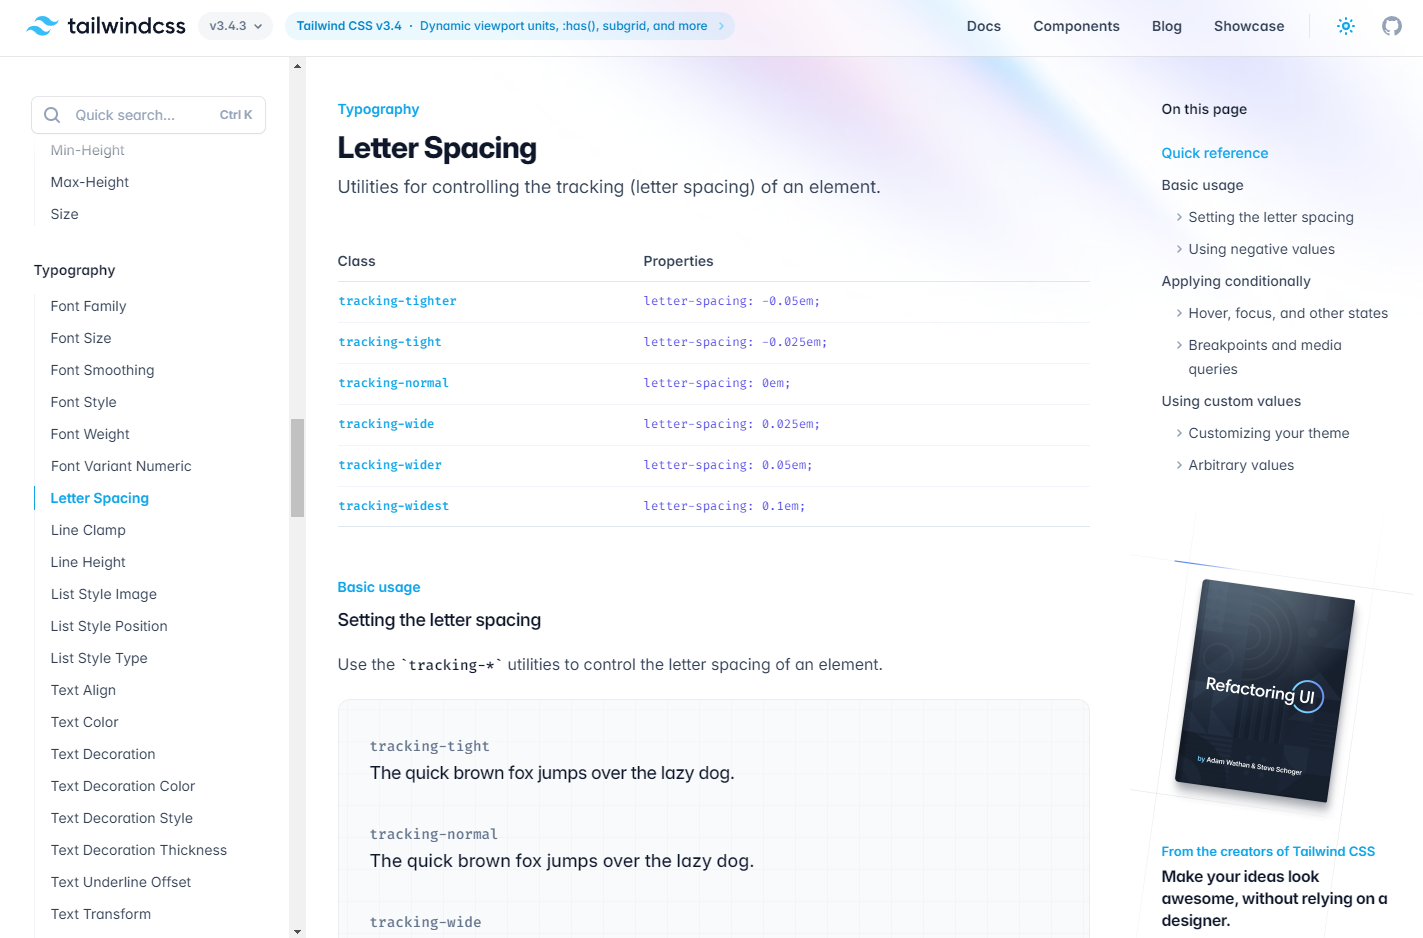 tailwindcss
v3.4.3
Tailwind CSS v3.4 · Dynamic viewport units, :has(), subgrid, and more
Docs
Components
Blog
Showcase
Quick search...
Ctrl K
Min-Height
Max-Height
Size
Typography
Font Family
Font Size
Font Smoothing
Font Style
Font Weight
Font Variant Numeric
Letter Spacing
Line Clamp
Line Height
List Style Image
List Style Position
List Style Type
Text Align
Text Color
Text Decoration
Text Decoration Color
Text Decoration Style
Text Decoration Thickness
Text Underline Offset
Text Transform
Typography
Letter Spacing
Utilities for controlling the tracking (letter spacing) of an element.
Class Properties
tracking-tighter letter-spacing: -0.05em;
tracking-tight letter-spacing: -0.025em;
tracking-normal letter-spacing: 0em;
tracking-wide letter-spacing: 0.025em;
tracking-wider letter-spacing: 0.05em;
tracking-widest letter-spacing: 0.1em;
Basic usage
Setting the letter spacing
Use the `tracking-*` utilities to control the letter spacing of an element.
tracking-tight
The quick brown fox jumps over the lazy dog.
tracking-normal
The quick brown fox jumps over the lazy dog.
tracking-wide
On this page
Quick reference
Basic usage
Setting the letter spacing
Using negative values
Applying conditionally
Hover, focus, and other states
Breakpoints and media
queries
Using custom values
Customizing your theme
Arbitrary values
Refactoring UI
by Adam Wathan & Steve Schoger
From the creators of Tailwind CSS
Make your ideas look
awesome, without relying on a
designer.